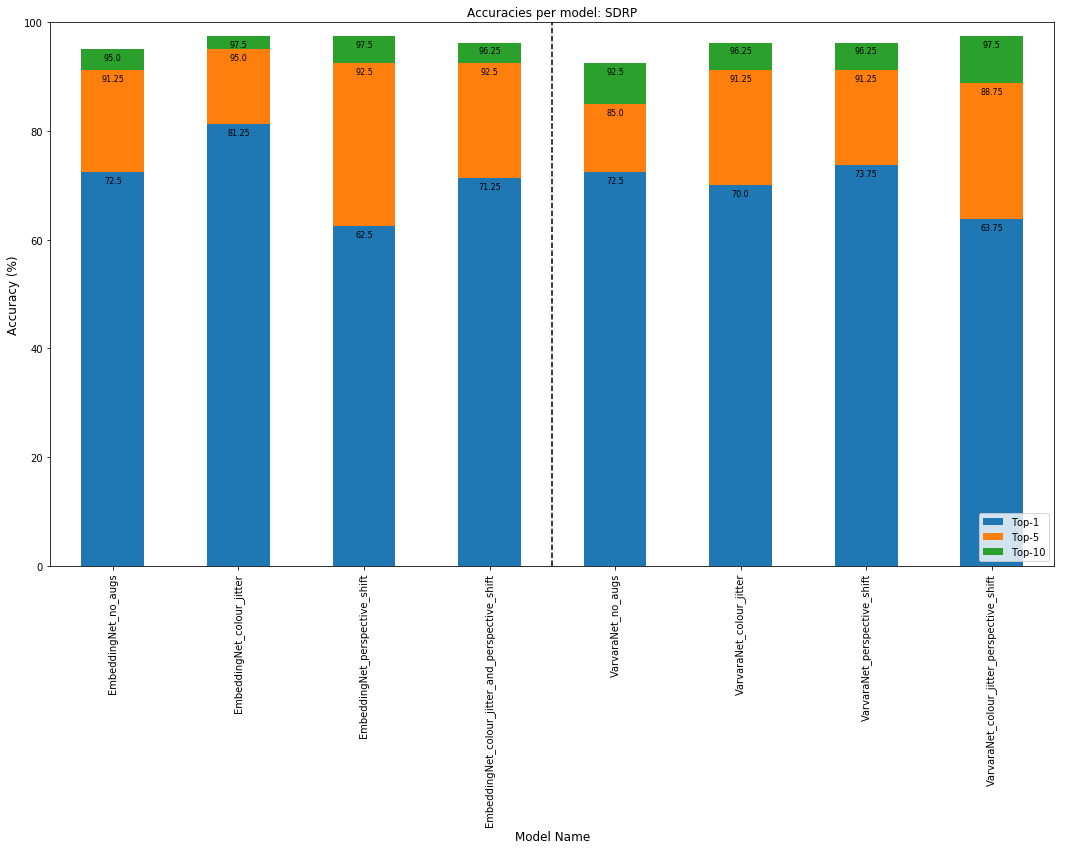 Accuracies per model: SDRP
Accuracy (%)
100
80
60
40
20
0
95.0
91.25
72.5
97.5
95.0
81.25
97.5
92.5
62.5
96.25
92.5
71.25
92.5
85.0
72.5
96.25
91.25
70.0
96.25
91.25
73.75
97.5
88.75
63.75
Top-1
Top-5
Top-10
EmbeddingNet_no_augs
EmbeddingNet_colour_jitter
EmbeddingNet_perspective_shift
EmbeddingNet_colour_jitter_and_perspective_shift
VarvaraNet_no_augs
VarvaraNet_colour_jitter
VarvaraNet_perspective_shift
VarvaraNet_colour_jitter_perspective_shift
Model Name